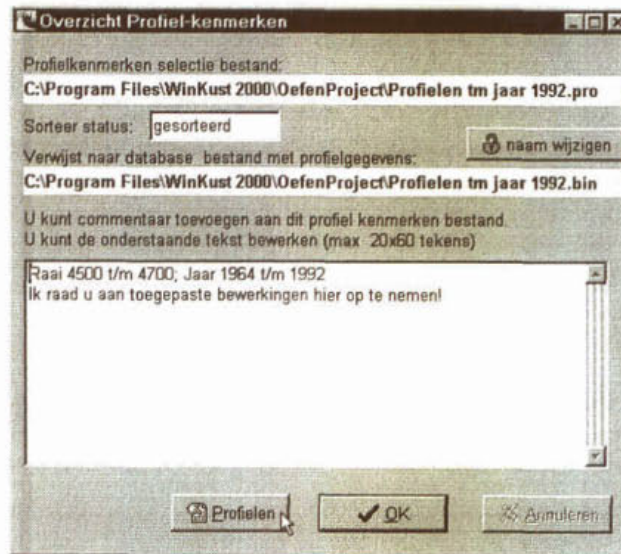 Overzicht Profiel-kenmerken
Profielkenmerken selectie bestand:
C:\Program Files\WinKust 2000\OefenProject\Profielen tm jaar 1992.pro
Sorteer status: gesorteerd
naam wijzigen
Verwijst naar database bestand met profielgegevens:
C:\Program Files\WinKust 2000\OefenProject\Profielen tm jaar 1992.bin
U kunt commentaar toevoegen aan dit profiel kenmerken bestand.
U kunt de onderstaande tekst bewerken (max 20x60 tekens)
Raai 4500 t/m 4700; Jaar 1964 t/m 1992
Ik raad u aan toegepaste bewerkingen hier op te nemen!
Profielen OK Annuleren